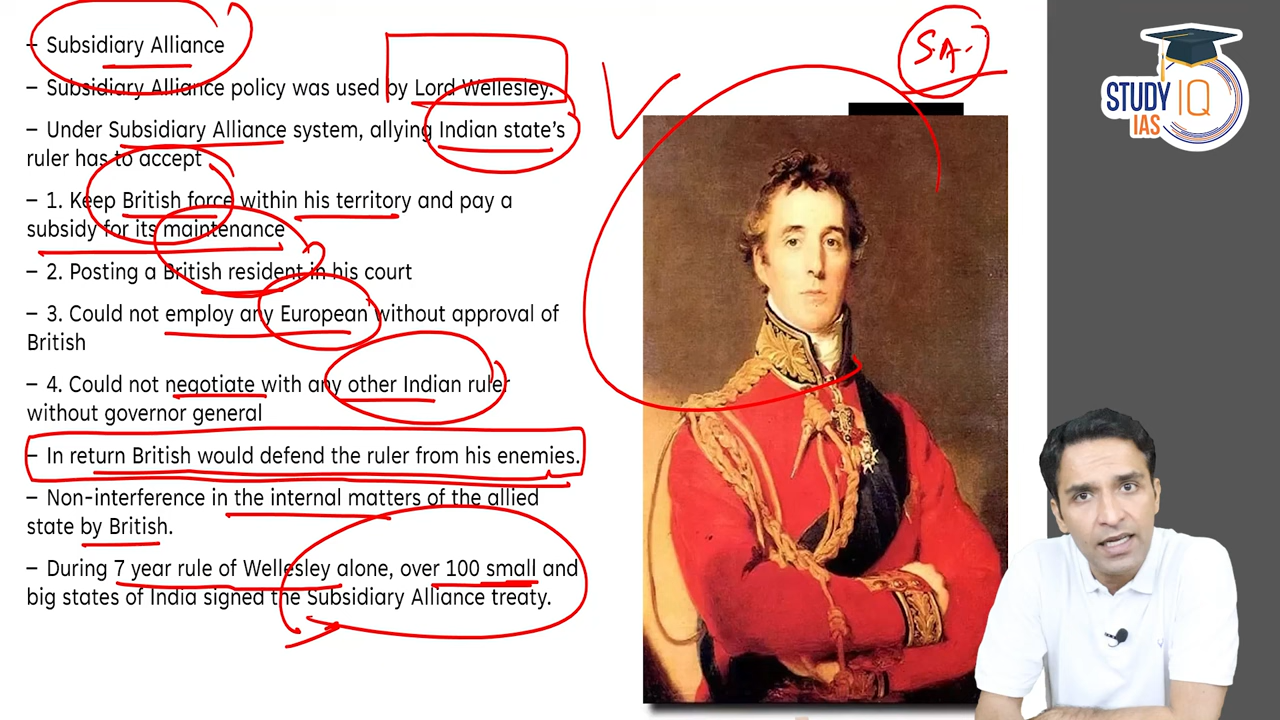 – Subsidiary Alliance
– Subsidiary Alliance policy was used by Lord Wellesley.
– Under Subsidiary Alliance system, allying Indian state's
ruler has to accept
– 1. Keep British force within his territory and pay a
subsidy for its maintenance
– 2. Posting a British resident in his court
– 3. Could not employ any European without approval of
British
– 4. Could not negotiate with any other Indian ruler
without governor general
– In return British would defend the ruler from his enemies.
– Non-interference in the internal matters of the allied
state by British.
– During 7 year rule of Wellesley alone, over 100 small and
big states of India signed the Subsidiary Alliance treaty.
S.A.
STUDY IQ
IAS